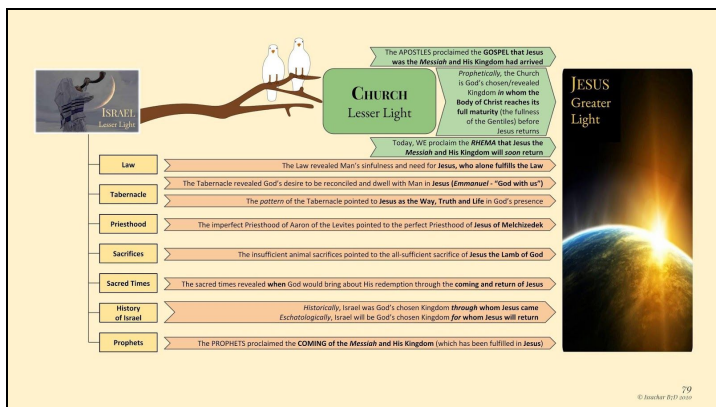 The APOSTLES proclaimed the GOSPEL that Jesus
was the Messiah and His Kingdom had arrived
ISRAEL
Lesser Light
CHURCH
Lesser Light
Prophetically, the Church
is God's chosen/revealed
Kingdom in whom the
Body of Christ reaches its
full maturity (the fullness
of the Gentiles) before
Jesus returns
JESUS
Greater
Light
Today, WE proclaim the RHEMA that Jesus the
Messiah and His Kingdom will soon return
Law
The Law revealed Man's sinfulness and need for Jesus, who alone fulfills the Law
Tabernacle
The Tabernacle revealed God's desire to be reconciled and dwell with Man in Jesus (Emmanuel - "God with us")
The pattern of the Tabernacle pointed to Jesus as the Way, Truth and Life in God's presence
Priesthood
The imperfect Priesthood of Aaron of the Levites pointed to the perfect Priesthood of Jesus of Melchizedek
Sacrifices
The insufficient animal sacrifices pointed to the all-sufficient sacrifice of Jesus the Lamb of God
Sacred Times
The sacred times revealed when God would bring about His redemption through the coming and return of Jesus
History
of Israel
Historically, Israel was God's chosen Kingdom through whom Jesus came
Eschatologically, Israel will be God's chosen Kingdom for whom Jesus will return
Prophets
The PROPHETS proclaimed the COMING of the Messiah and His Kingdom (which has been fulfilled in Jesus)
79
© Issachar B7D 2020